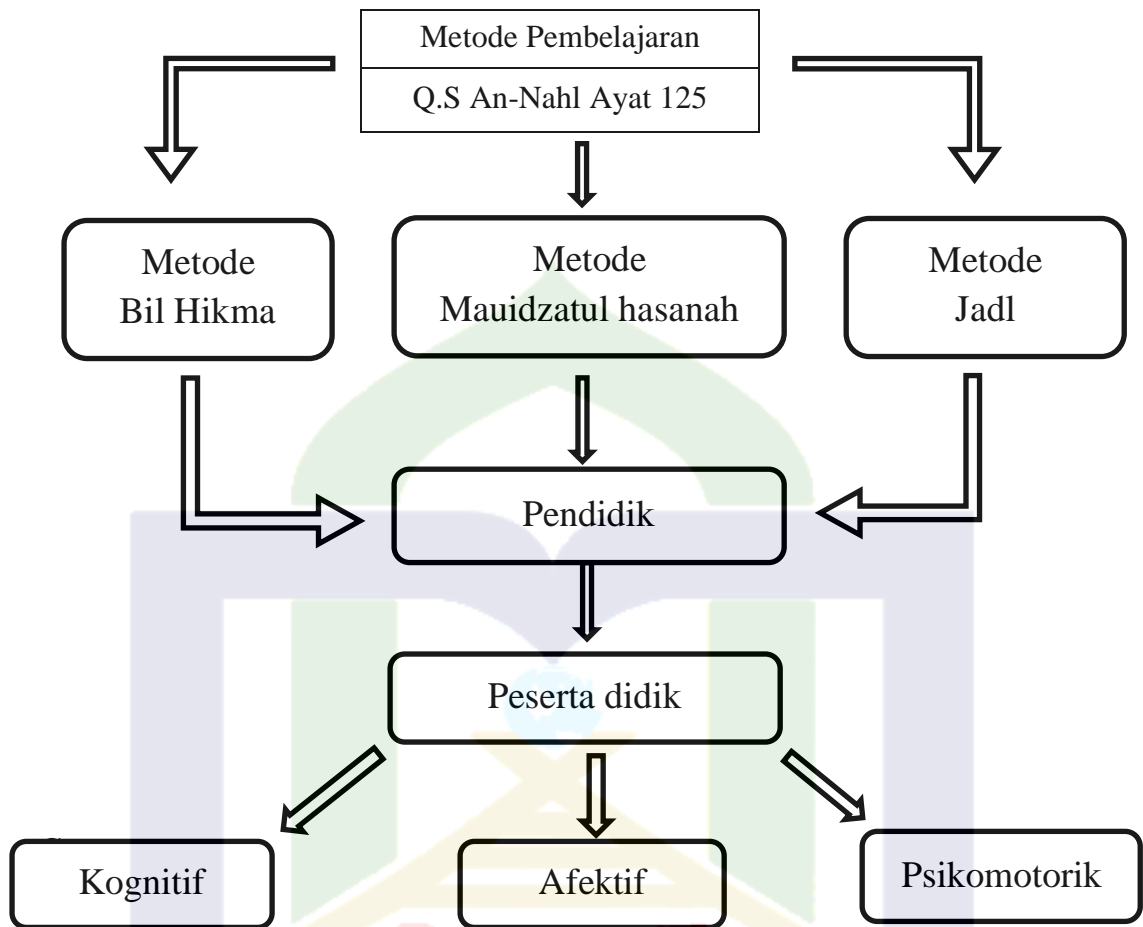 Metode Pembelajaran
Q.S An-Nahl Ayat 125
Metode
Bil Hikma
Metode
Mauidzatul hasanah
Metode
Jadl
Pendidik
Peserta didik
Kognitif
Afektif
Psikomotorik